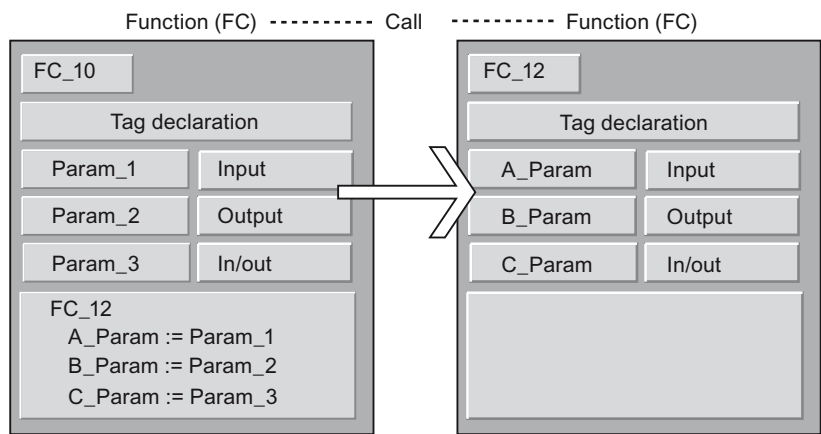 Function (FC) Call Function (FC)
FC_10
Tag declaration
Param_1 Input
Param_2 Output
Param_3 In/out
FC_12
A_Param := Param_1
B_Param := Param_2
C_Param := Param_3
FC_12
Tag declaration
A_Param Input
B_Param Output
C_Param In/out